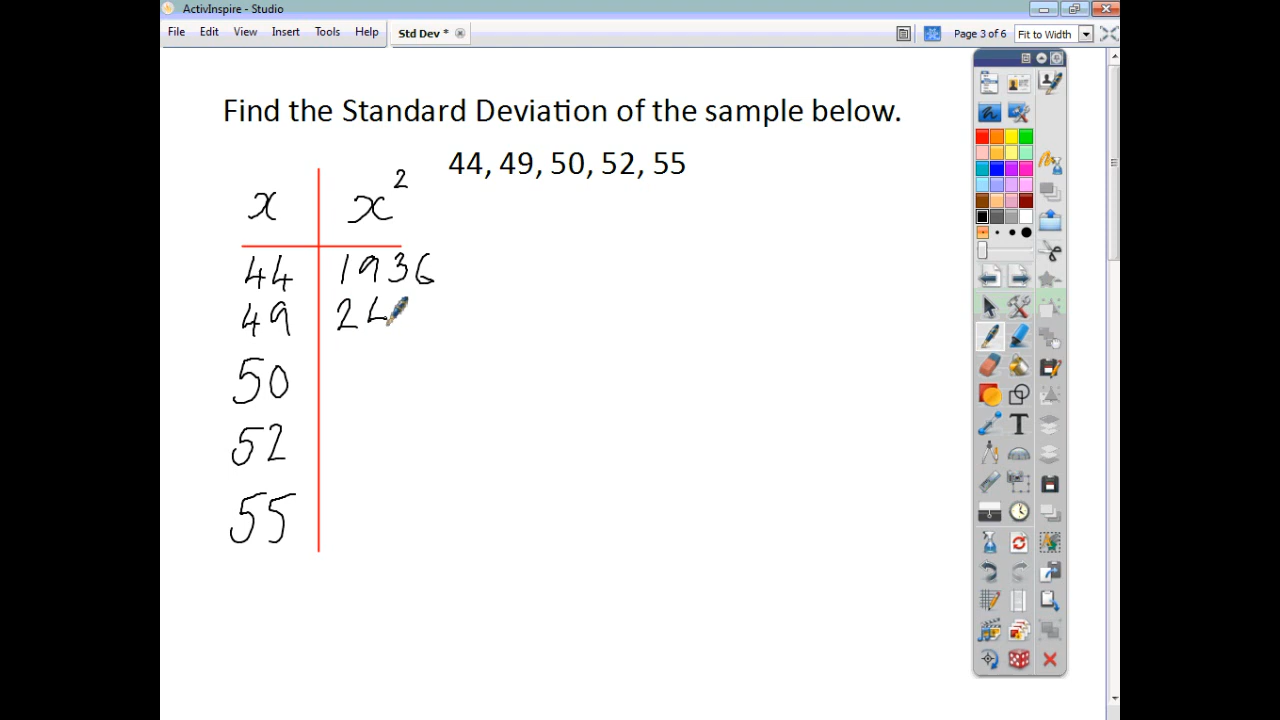 ActivInspire - Studio
File Edit View Insert Tools Help Std Dev * Page 3 of 6 Fit to Width
Find the Standard Deviation of the sample below.
44, 49, 50, 52, 55
x x²
44 1936
49 24
50
52
55
T